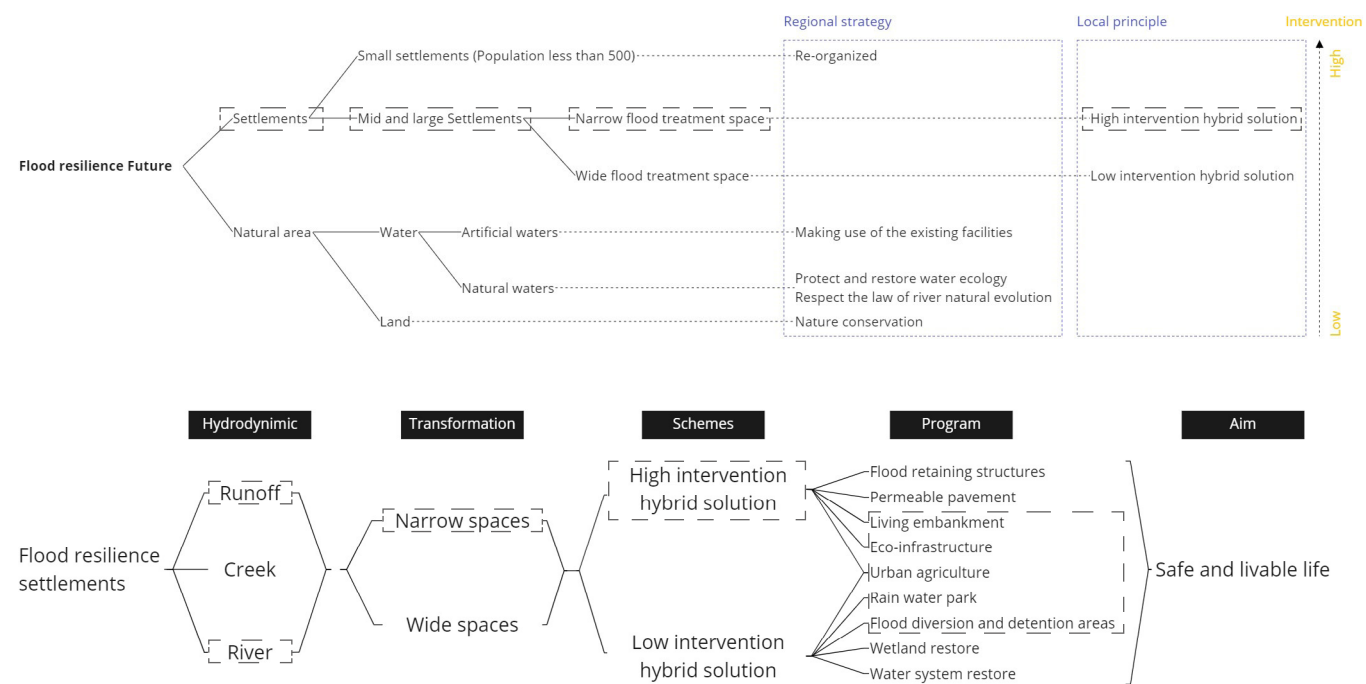 Regional strategy
Local principle
Intervention
Small settlements (Population less than 500)
Re-organized
High
Settlements
Mid and large Settlements
Narrow flood treatment space
High intervention hybrid solution
Flood resilience Future
Wide flood treatment space
Low intervention hybrid solution
Natural area
Water
Artificial waters
Making use of the existing facilities
Natural waters
Protect and restore water ecology
Respect the law of river natural evolution
Land
Nature conservation
Low
Hydrodynimic
Transformation
Schemes
Program
Aim
Flood resilience
settlements
Runoff
Creek
River
Narrow spaces
Wide spaces
High intervention
hybrid solution
Low intervention
hybrid solution
Flood retaining structures
Permeable pavement
Living embankment
Eco-infrastructure
Urban agriculture
Rain water park
Flood diversion and detention areas
Wetland restore
Water system restore
Safe and livable life